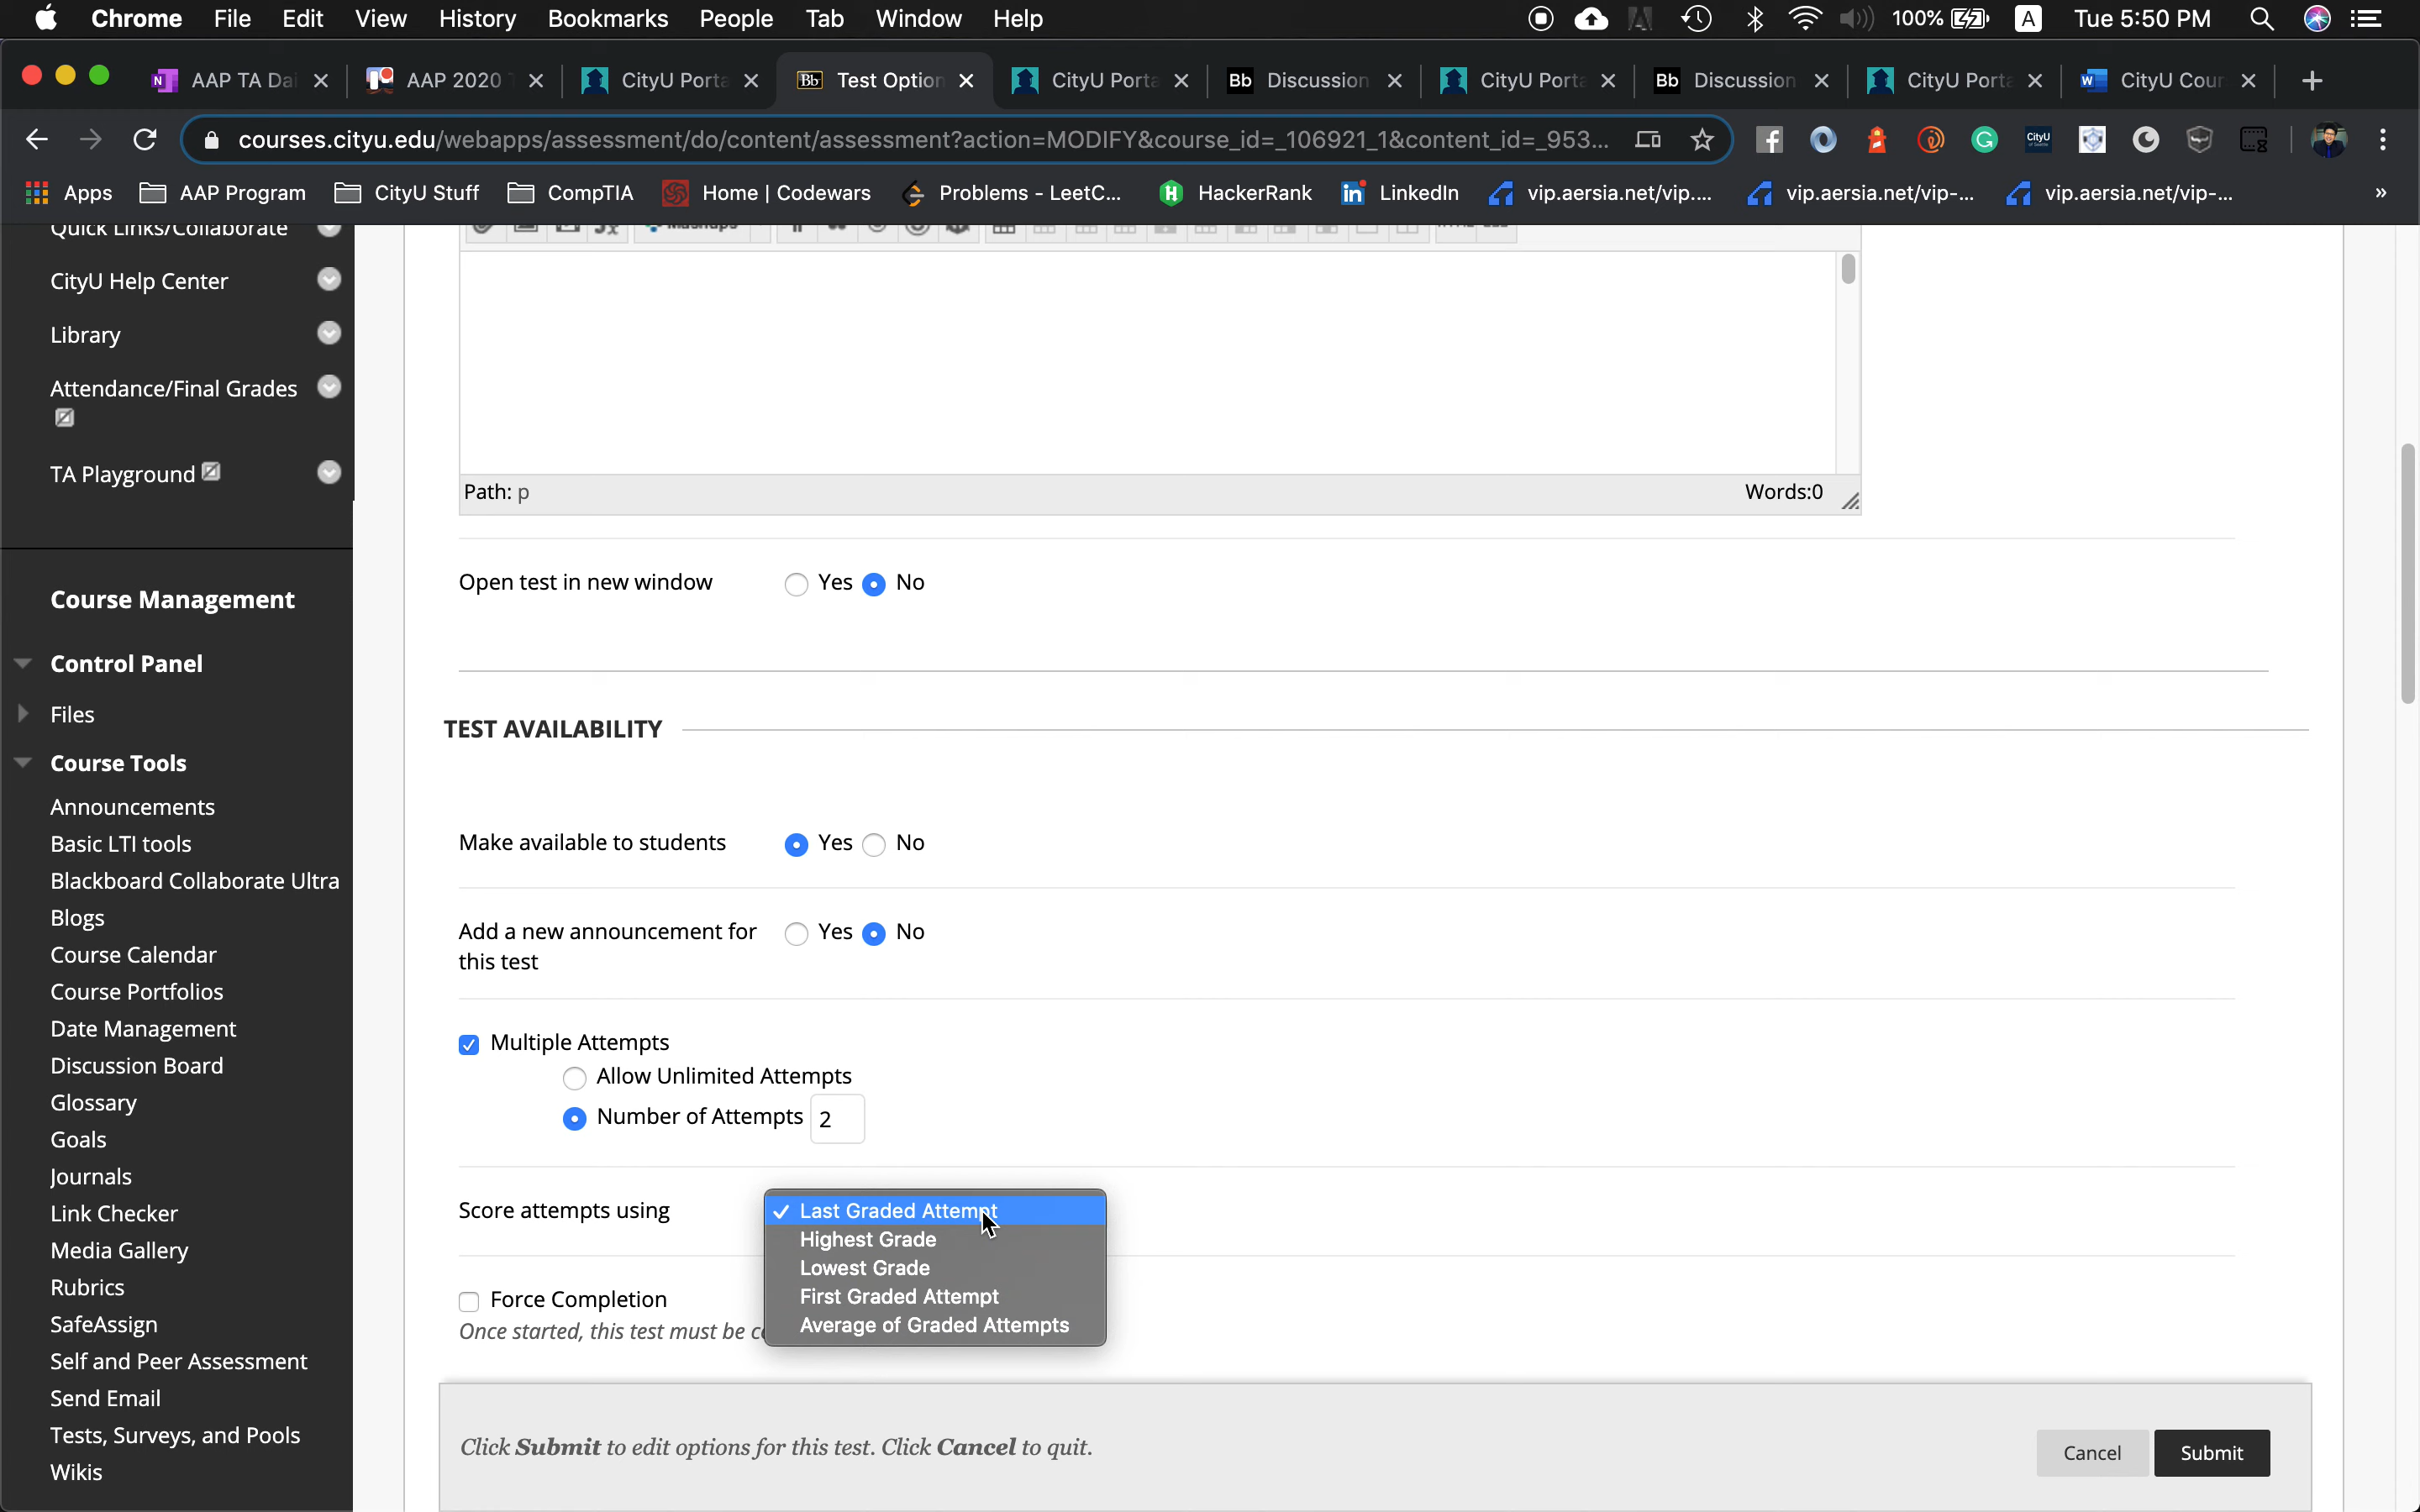 Chrome File Edit View History Bookmarks People Tab Window Help 100% A Tue 5:50 PM
AAP TA Dai AAP 2020 T CityU Porta Test Option CityU Porta Discussion CityU Porta Discussion CityU Porta CityU Cour
courses.cityu.edu/webapps/assessment/do/content/assessment?action=MODIFY&course_id=_106921_1&content_id=_953...
Apps AAP Program CityU Stuff CompTIA Home | Codewars Problems - LeetC... HackerRank LinkedIn vip.aersia.net/vip.... vip.aersia.net/vip-... vip.aersia.net/vip-... »
Quick Links/Collaborate
Mashups
CityU Help Center
Library
Attendance/Final Grades
TA Playground
Path: p Words:0
Open test in new window Yes No
Course Management
Control Panel
Files
TEST AVAILABILITY
Course Tools
Announcements
Basic LTI tools
Blackboard Collaborate Ultra
Blogs
Course Calendar
Course Portfolios
Date Management
Discussion Board
Glossary
Goals
Journals
Link Checker
Media Gallery
Rubrics
SafeAssign
Self and Peer Assessment
Send Email
Tests, Surveys, and Pools
Wikis
Make available to students Yes No
Add a new announcement for Yes No
this test
Multiple Attempts
Allow Unlimited Attempts
Number of Attempts 2
Score attempts using
Last Graded Attempt
Highest Grade
Lowest Grade
First Graded Attempt
Average of Graded Attempts
Force Completion
Once started, this test must be
Click Submit to edit options for this test. Click Cancel to quit.
Cancel Submit